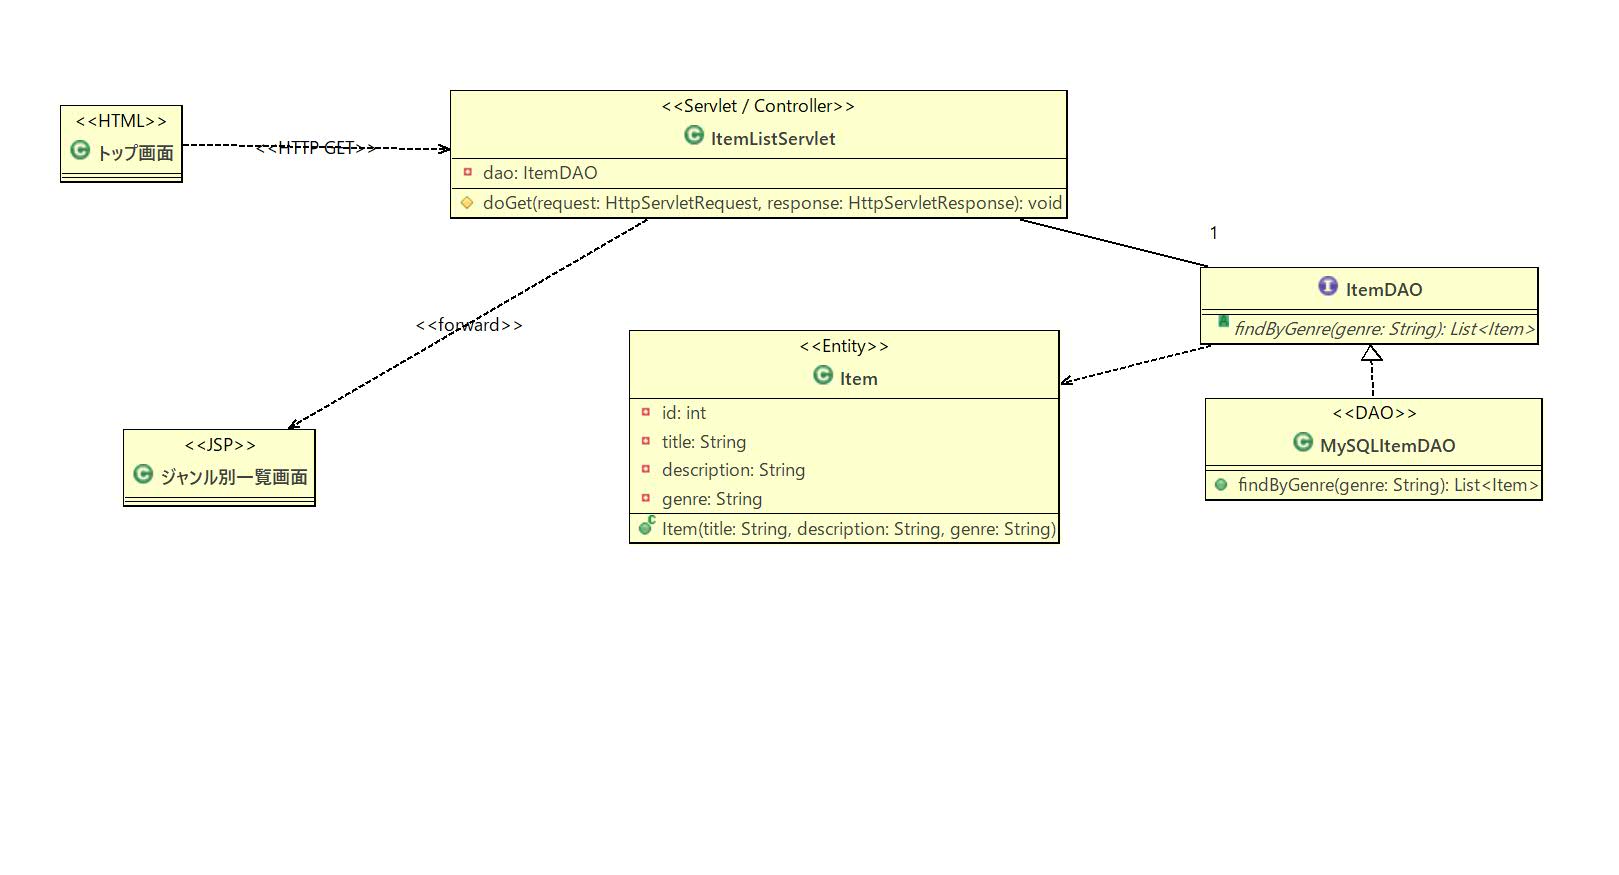 <<HTML>>
トップ画面
<<HTTP GET>>
<<Servlet / Controller>>
ItemListServlet
dao: ItemDAO
doGet(request: HttpServletRequest, response: HttpServletResponse): void
1
ItemDAO
findByGenre(genre: String): List<Item>
<<forward>>
<<Entity>>
Item
id: int
title: String
description: String
genre: String
Item(title: String, description: String, genre: String)
<<DAO>>
MySQLItemDAO
findByGenre(genre: String): List<Item>
<<JSP>>
ジャンル別一覧画面